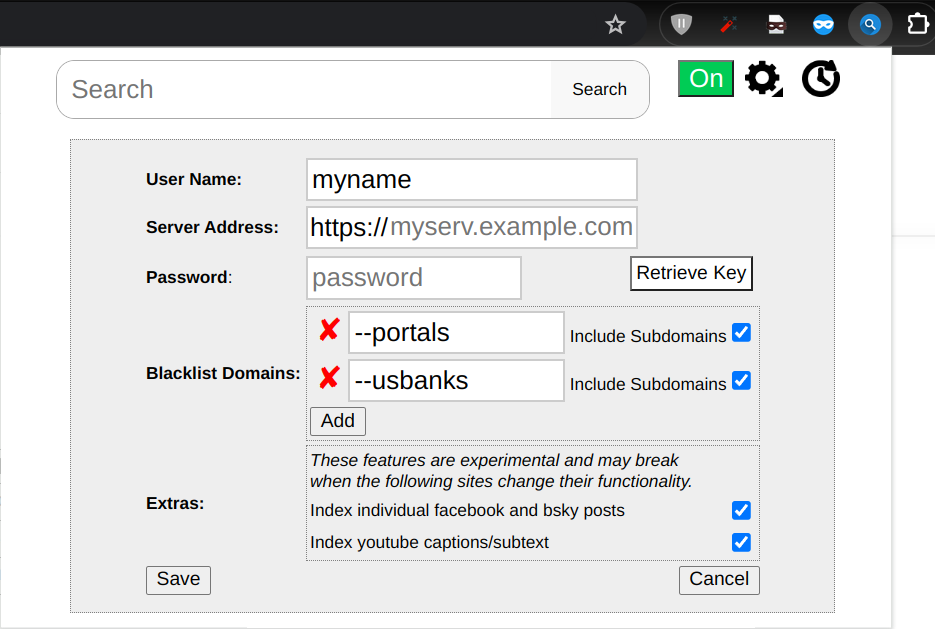 Search
Search
On
User Name:
myname
Server Address:
https://myserv.example.com
Password:
password
Retrieve Key
Blacklist Domains:
✘ --portals Include Subdomains
✘ --usbanks Include Subdomains
Add
Extras:
These features are experimental and may break
when the following sites change their functionality.
Index individual facebook and bsky posts
Index youtube captions/subtext
Save
Cancel